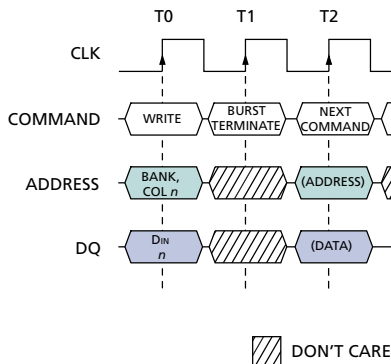 T0 T1 T2
CLK
COMMAND WRITE BURST TERMINATE NEXT COMMAND
ADDRESS BANK, COL n (ADDRESS)
DQ DIN n (DATA)
DON'T CARE